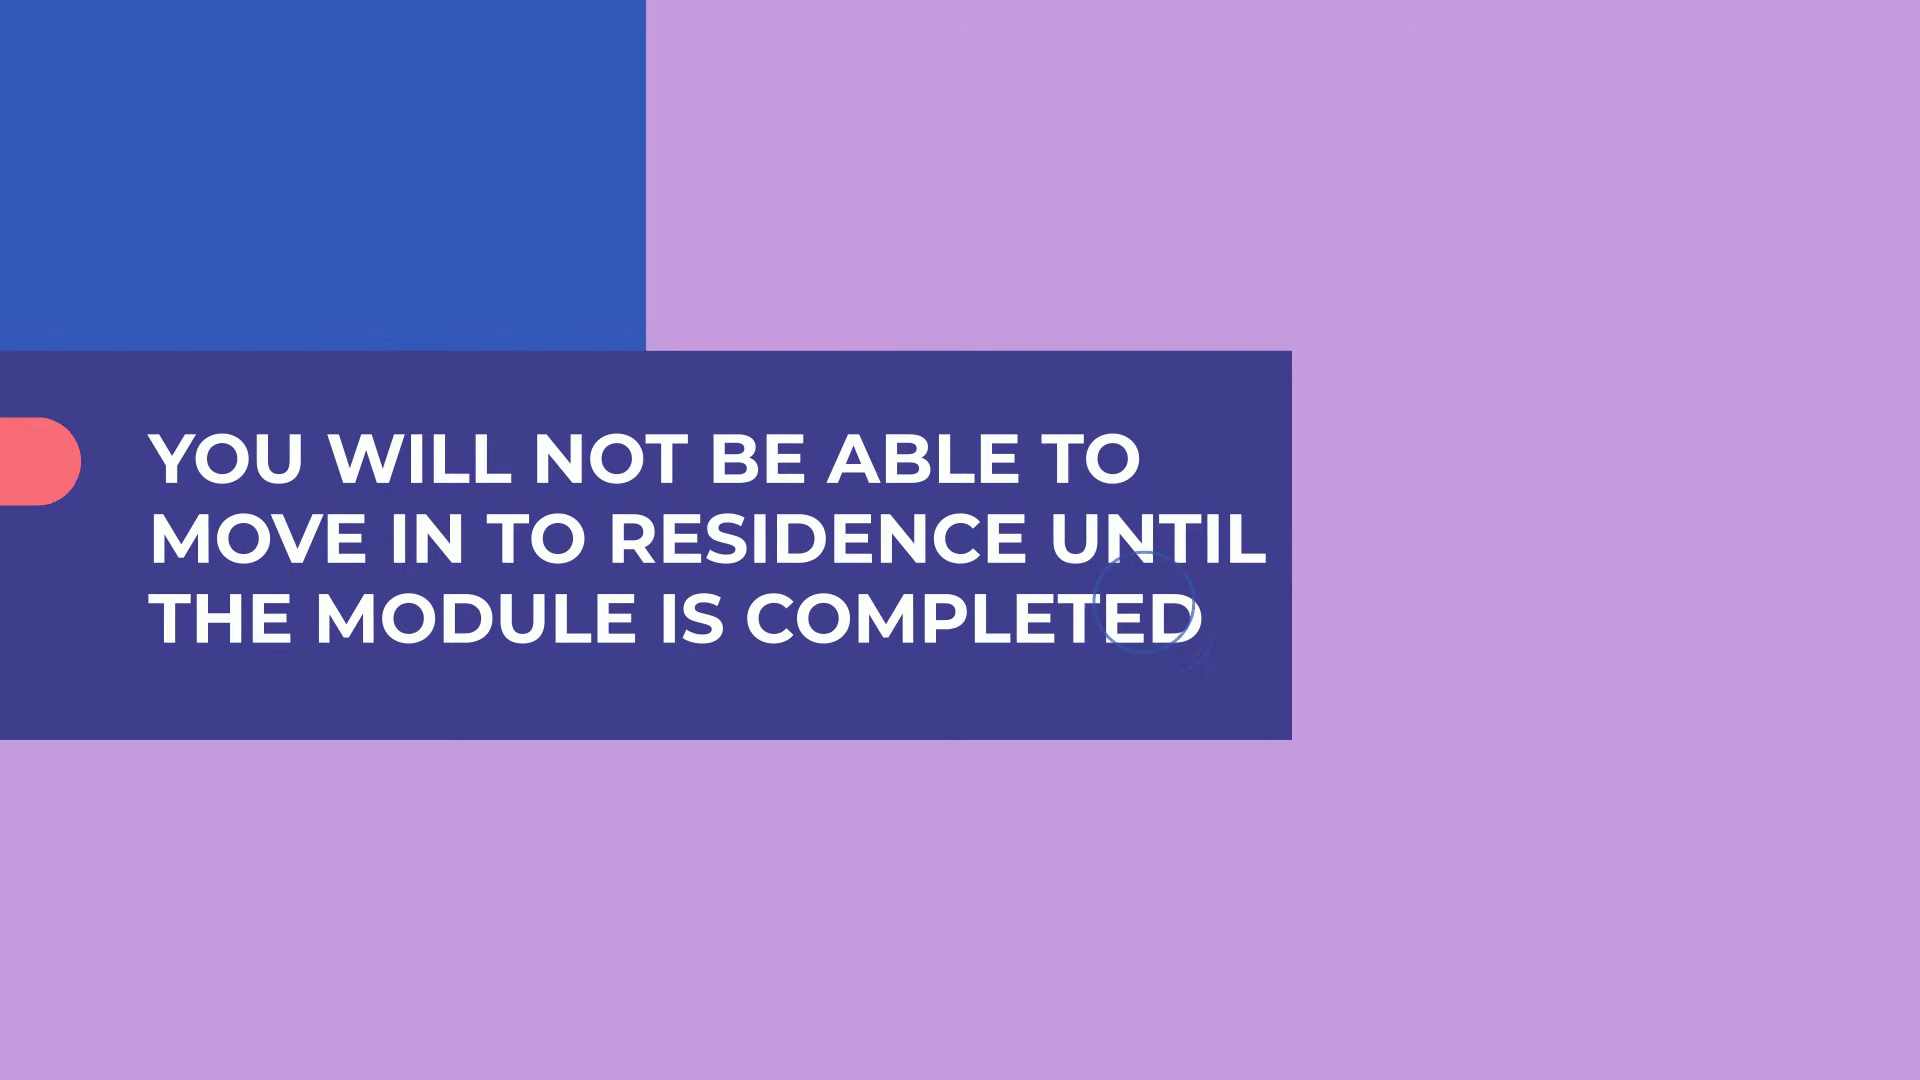 YOU WILL NOT BE ABLE TO
MOVE IN TO RESIDENCE UNTIL
THE MODULE IS COMPLETED